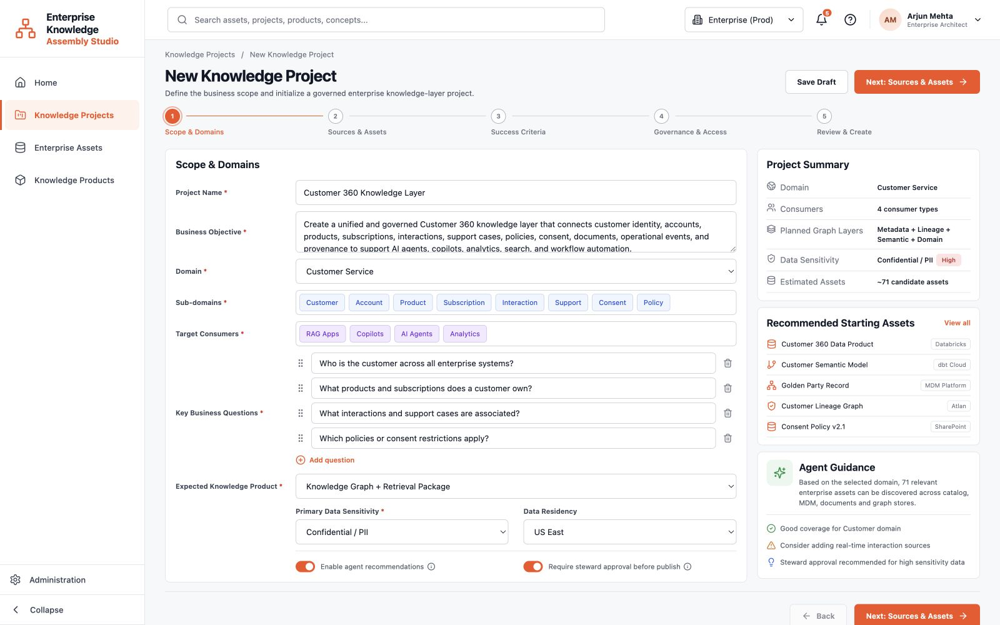 Enterprise
Knowledge
Assembly Studio
Search assets, projects, products, concepts...
Enterprise (Prod)
5
AM
Arjun Mehta
Enterprise Architect
Home
Knowledge Projects
Enterprise Assets
Knowledge Products
Administration
Collapse
Knowledge Projects / New Knowledge Project
New Knowledge Project
Define the business scope and initialize a governed enterprise knowledge-layer project.
Save Draft
Next: Sources & Assets
1
2
3
4
5
Scope & Domains
Sources & Assets
Success Criteria
Governance & Access
Review & Create
Scope & Domains
Project Name *
Customer 360 Knowledge Layer
Business Objective *
Create a unified and governed Customer 360 knowledge layer that connects customer identity, accounts,
products, subscriptions, interactions, support cases, policies, consent, documents, operational events, and
provenance to support AI agents, copilots, analytics, search, and workflow automation.
Domain *
Customer Service
Sub-domains *
Customer
Account
Product
Subscription
Interaction
Support
Consent
Policy
Target Consumers *
RAG Apps
Copilots
AI Agents
Analytics
Key Business Questions *
Who is the customer across all enterprise systems?
What products and subscriptions does a customer own?
What interactions and support cases are associated?
Which policies or consent restrictions apply?
Add question
Expected Knowledge Product *
Knowledge Graph + Retrieval Package
Primary Data Sensitivity *
Confidential / PII
Data Residency
US East
Enable agent recommendations
Require steward approval before publish
Project Summary
Domain
Customer Service
Consumers
4 consumer types
Planned Graph Layers
Metadata + Lineage +
Semantic + Domain
Data Sensitivity
Confidential / PII
High
Estimated Assets
~71 candidate assets
Recommended Starting Assets
View all
Customer 360 Data Product
Databricks
Customer Semantic Model
dbt Cloud
Golden Party Record
MDM Platform
Customer Lineage Graph
Atlan
Consent Policy v2.1
SharePoint
Agent Guidance
Based on the selected domain, 71 relevant
enterprise assets can be discovered across catalog,
MDM, documents and graph stores.
Good coverage for Customer domain
Consider adding real-time interaction sources
Steward approval recommended for high sensitivity data
Back
Next: Sources & Assets